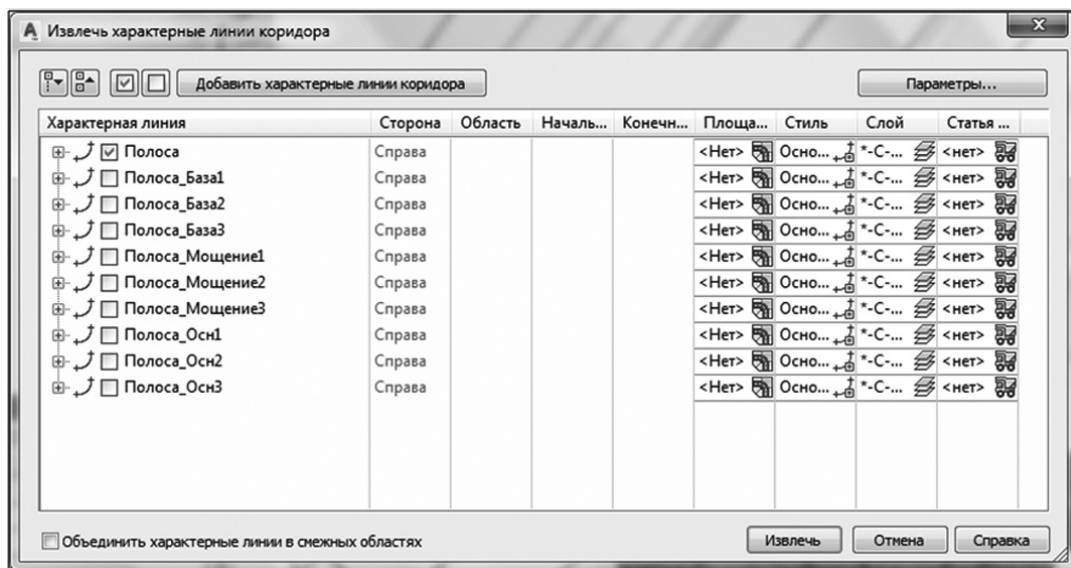 Извлечь характерные линии коридора
Добавить характерные линии коридора
Параметры...
Характерная линия Сторона Область Началь... Конечн... Площа... Стиль Слой Статья ...
Полоса Справа <Нет> Осно... *-C-... <нет>
Полоса_База1 Справа <Нет> Осно... *-C-... <нет>
Полоса_База2 Справа <Нет> Осно... *-C-... <нет>
Полоса_База3 Справа <Нет> Осно... *-C-... <нет>
Полоса_Мощение1 Справа <Нет> Осно... *-C-... <нет>
Полоса_Мощение2 Справа <Нет> Осно... *-C-... <нет>
Полоса_Мощение3 Справа <Нет> Осно... *-C-... <нет>
Полоса_Осн1 Справа <Нет> Осно... *-C-... <нет>
Полоса_Осн2 Справа <Нет> Осно... *-C-... <нет>
Полоса_Осн3 Справа <Нет> Осно... *-C-... <нет>
Объединить характерные линии в смежных областях
Извлечь Отмена Справка